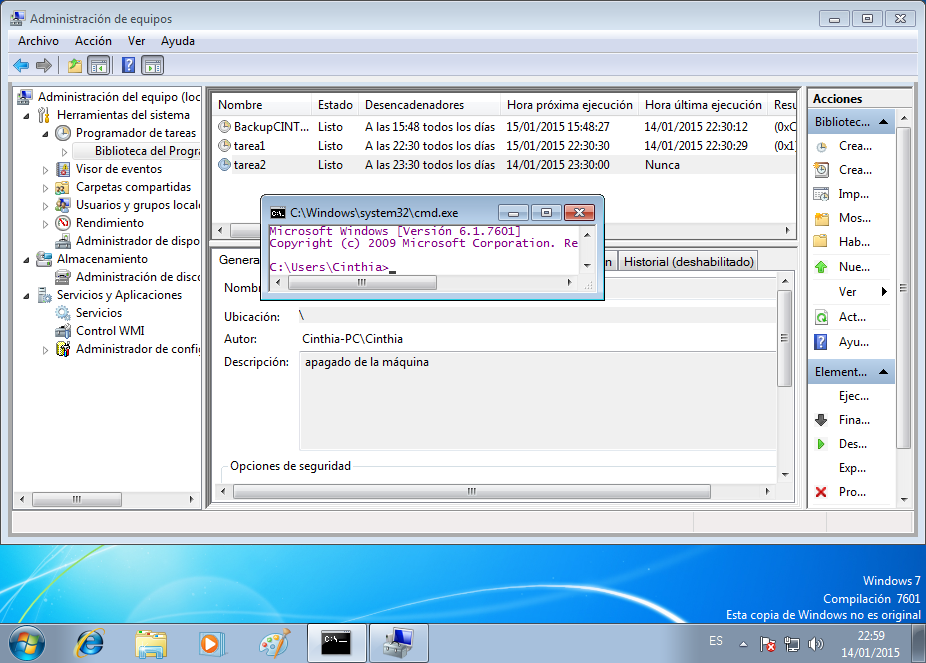 Administración de equipos
Archivo Acción Ver Ayuda
Administración del equipo (loc
Herramientas del sistema
Programador de tareas
Biblioteca del Progra
Visor de eventos
Carpetas compartidas
Usuarios y grupos locale
Rendimiento
Administrador de dispo
Almacenamiento
Administración de disco
Servicios y Aplicaciones
Servicios
Control WMI
Administrador de config
Nombre Estado Desencadenadores Hora próxima ejecución Hora última ejecución Resu
BackupCINT... Listo A las 15:48 todos los días 15/01/2015 15:48:27 14/01/2015 22:30:12 (0xC
tarea1 Listo A las 22:30 todos los días 15/01/2015 22:30:30 14/01/2015 22:30:29 (0x1)
tarea2 Listo A las 23:30 todos los días 14/01/2015 23:30:00 Nunca
C:\Windows\system32\cmd.exe
Microsoft Windows [Versión 6.1.7601]
Copyright (c) 2009 Microsoft Corporation. Re
C:\Users\Cinthia>_
Genera
n Historial (deshabilitado)
Nomb
Ubicación: \
Autor: Cinthia-PC\Cinthia
Descripción: apagado de la máquina
Opciones de seguridad
Acciones
Bibliotec...
Crea...
Crea...
Imp...
Mos...
Hab...
Nue...
Ver
Act...
Ayu...
Element...
Ejec...
Fina...
Des...
Exp...
Pro...
Windows 7
Compilación 7601
Esta copia de Windows no es original
ES
22:59
14/01/2015